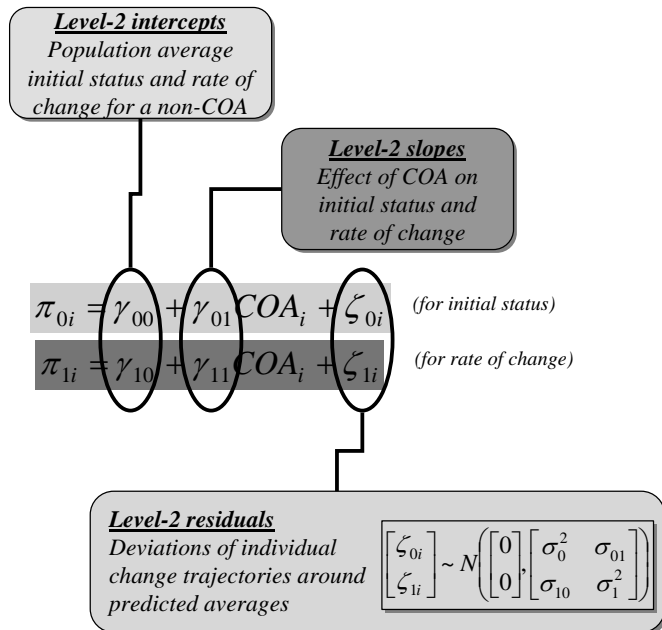 Level-2 intercepts
Population average
initial status and rate of
change for a non-COA
Level-2 slopes
Effect of COA on
initial status and
rate of change
π₀ᵢ = γ₀₀ + γ₀₁COAᵢ + ζ₀ᵢ (for initial status)
π₁ᵢ = γ₁₀ + γ₁₁COAᵢ + ζ₁ᵢ (for rate of change)
Level-2 residuals
Deviations of individual
change trajectories around
predicted averages
[ζ₀ᵢ ζ₁ᵢ] ~ N([0 0], [σ₀² σ₀₁ σ₁₀ σ₁²])